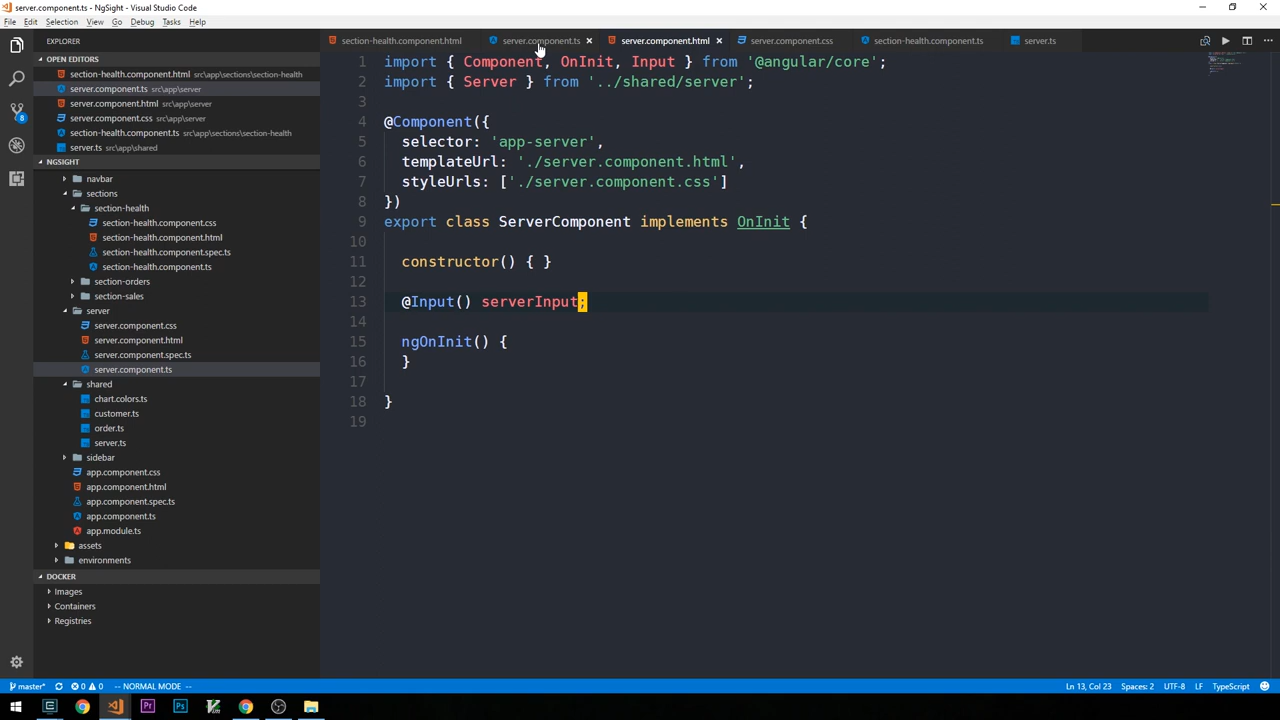 server.component.ts - NgSight - Visual Studio Code
File Edit Selection View Go Debug Tasks Help
EXPLORER
OPEN EDITORS
section-health.component.html src\app\sections\section-health
server.component.ts src\app\server
server.component.html src\app\server
server.component.css src\app\server
section-health.component.ts src\app\sections\section-health
server.ts src\app\shared
NGSIGHT
navbar
sections
section-health
section-health.component.css
section-health.component.html
section-health.component.spec.ts
section-health.component.ts
section-orders
section-sales
server
server.component.css
server.component.html
server.component.spec.ts
server.component.ts
shared
chart.colors.ts
customer.ts
order.ts
server.ts
sidebar
app.component.css
app.component.html
app.component.spec.ts
app.component.ts
app.module.ts
assets
environments
DOCKER
Images
Containers
Registries
8
section-health.component.html server.component.ts server.component.html server.component.css section-health.component.ts server.ts
1 import { Component, OnInit, Input } from '@angular/core';
2 import { Server } from '../shared/server';
3
4 @Component({
5 selector: 'app-server',
6 templateUrl: './server.component.html',
7 styleUrls: ['./server.component.css']
8 })
9 export class ServerComponent implements OnInit {
10
11 constructor() { }
12
13 @Input() serverInput;
14
15 ngOnInit() {
16 }
17
18 }
19
master* 0 0 -- NORMAL MODE -- Ln 13, Col 23 Spaces: 2 UTF-8 LF TypeScript
Pr Ps